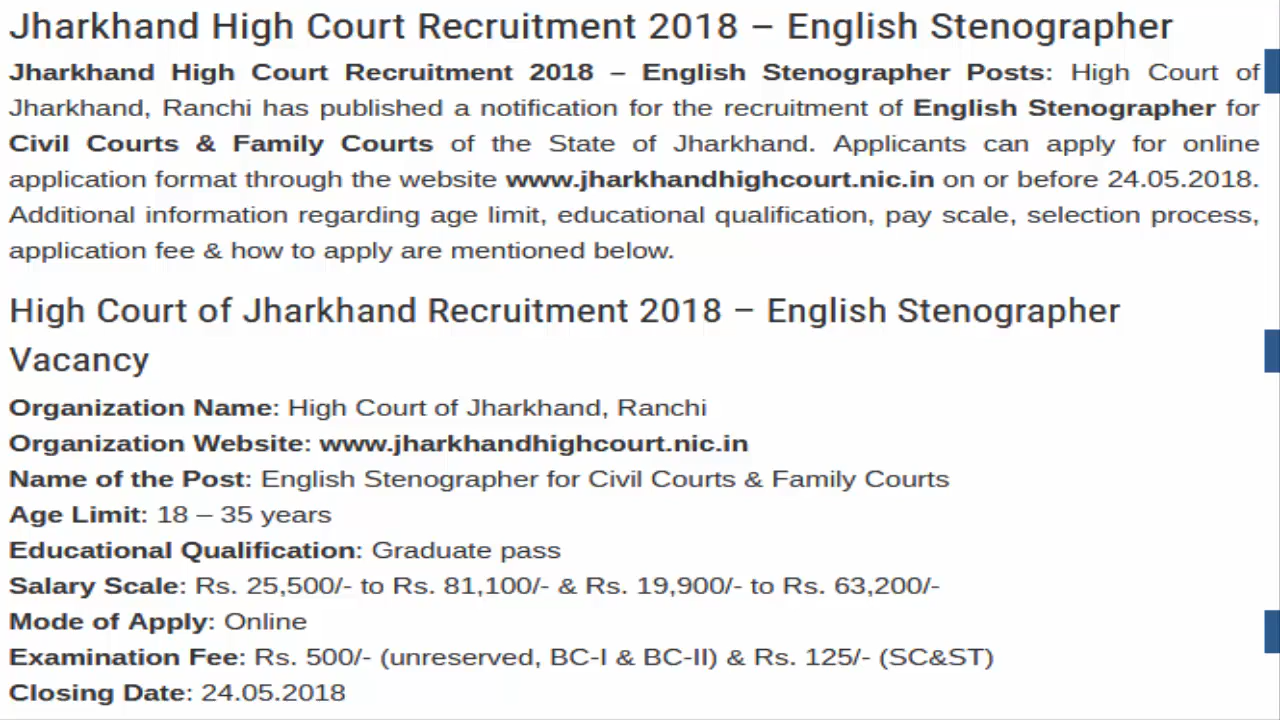 Jharkhand High Court Recruitment 2018 – English Stenographer
Jharkhand High Court Recruitment 2018 – English Stenographer Posts: High Court of
Jharkhand, Ranchi has published a notification for the recruitment of English Stenographer for
Civil Courts & Family Courts of the State of Jharkhand. Applicants can apply for online
application format through the website www.jharkhandhighcourt.nic.in on or before 24.05.2018.
Additional information regarding age limit, educational qualification, pay scale, selection process,
application fee & how to apply are mentioned below.
High Court of Jharkhand Recruitment 2018 – English Stenographer
Vacancy
Organization Name: High Court of Jharkhand, Ranchi
Organization Website: www.jharkhandhighcourt.nic.in
Name of the Post: English Stenographer for Civil Courts & Family Courts
Age Limit: 18 – 35 years
Educational Qualification: Graduate pass
Salary Scale: Rs. 25,500/- to Rs. 81,100/- & Rs. 19,900/- to Rs. 63,200/-
Mode of Apply: Online
Examination Fee: Rs. 500/- (unreserved, BC-I & BC-II) & Rs. 125/- (SC&ST)
Closing Date: 24.05.2018